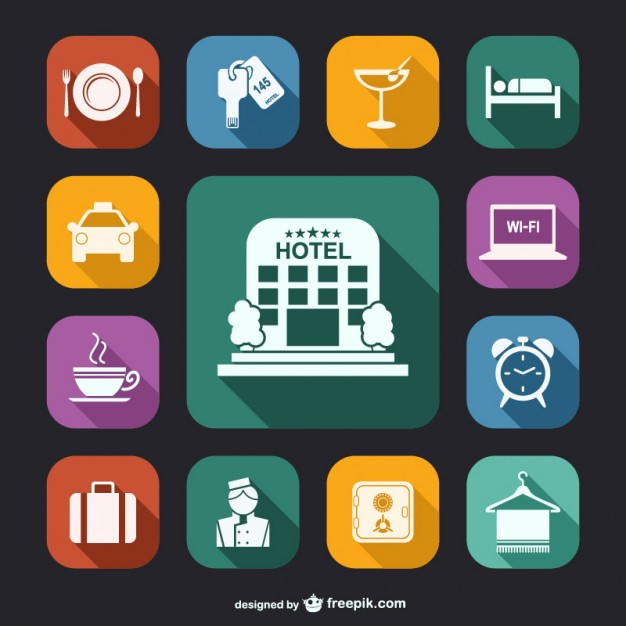 145
HOTEL
WI-FI
★★★★★
HOTEL
designed by freepik.com